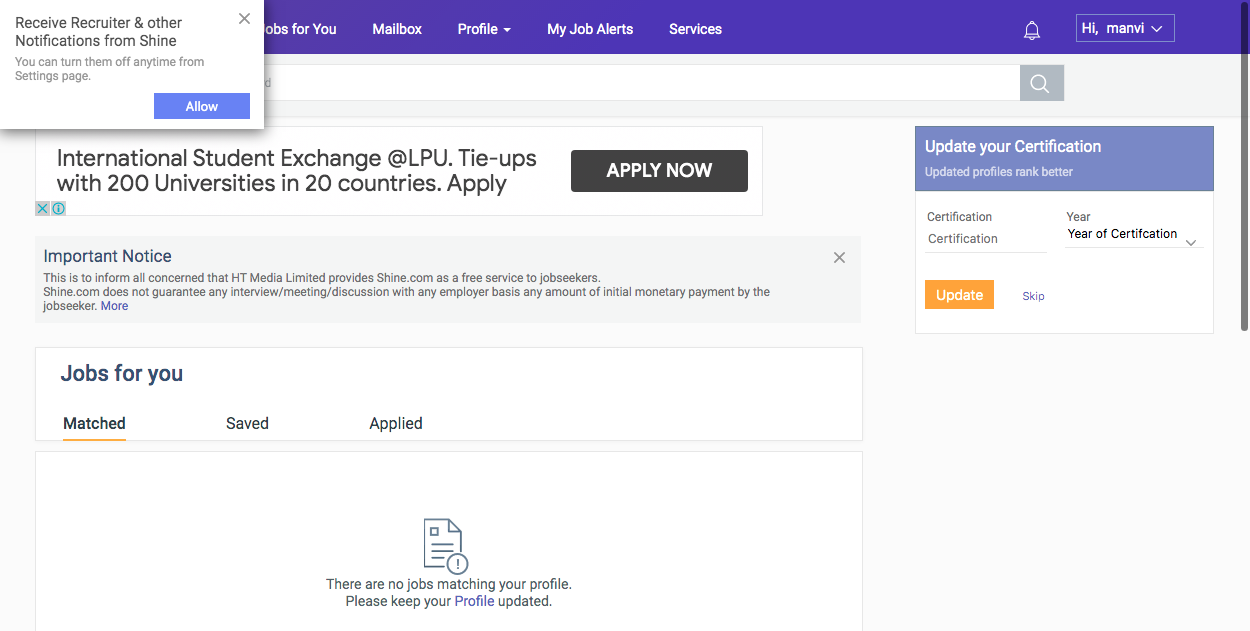 Receive Recruiter & other
Notifications from Shine
You can turn them off anytime from
Settings page.
Allow
Jobs for You
Mailbox
Profile
My Job Alerts
Services
Hi, manvi
International Student Exchange @LPU. Tie-ups
with 200 Universities in 20 countries. Apply
APPLY NOW
Update your Certification
Updated profiles rank better
Certification
Year
Certification
Year of Certifcation
Update
Skip
Important Notice
This is to inform all concerned that HT Media Limited provides Shine.com as a free service to jobseekers.
Shine.com does not guarantee any interview/meeting/discussion with any employer basis any amount of initial monetary payment by the
jobseeker. More
Jobs for you
Matched
Saved
Applied
There are no jobs matching your profile.
Please keep your Profile updated.